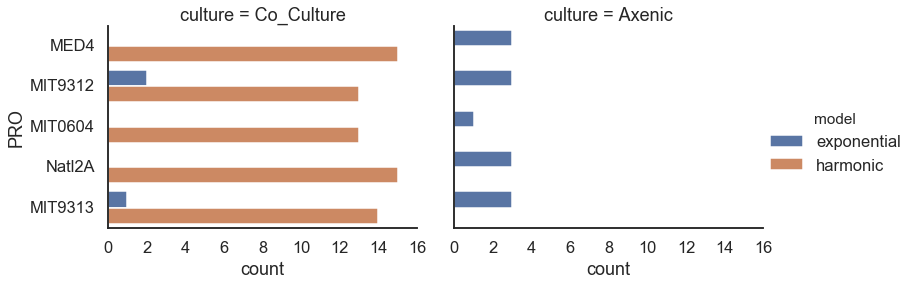 culture = Co_Culture
culture = Axenic
PRO
MED4
MIT9312
MIT0604
Natl2A
MIT9313
0 2 4 6 8 10 12 14 16
count
0 2 4 6 8 10 12 14 16
count
model
exponential
harmonic